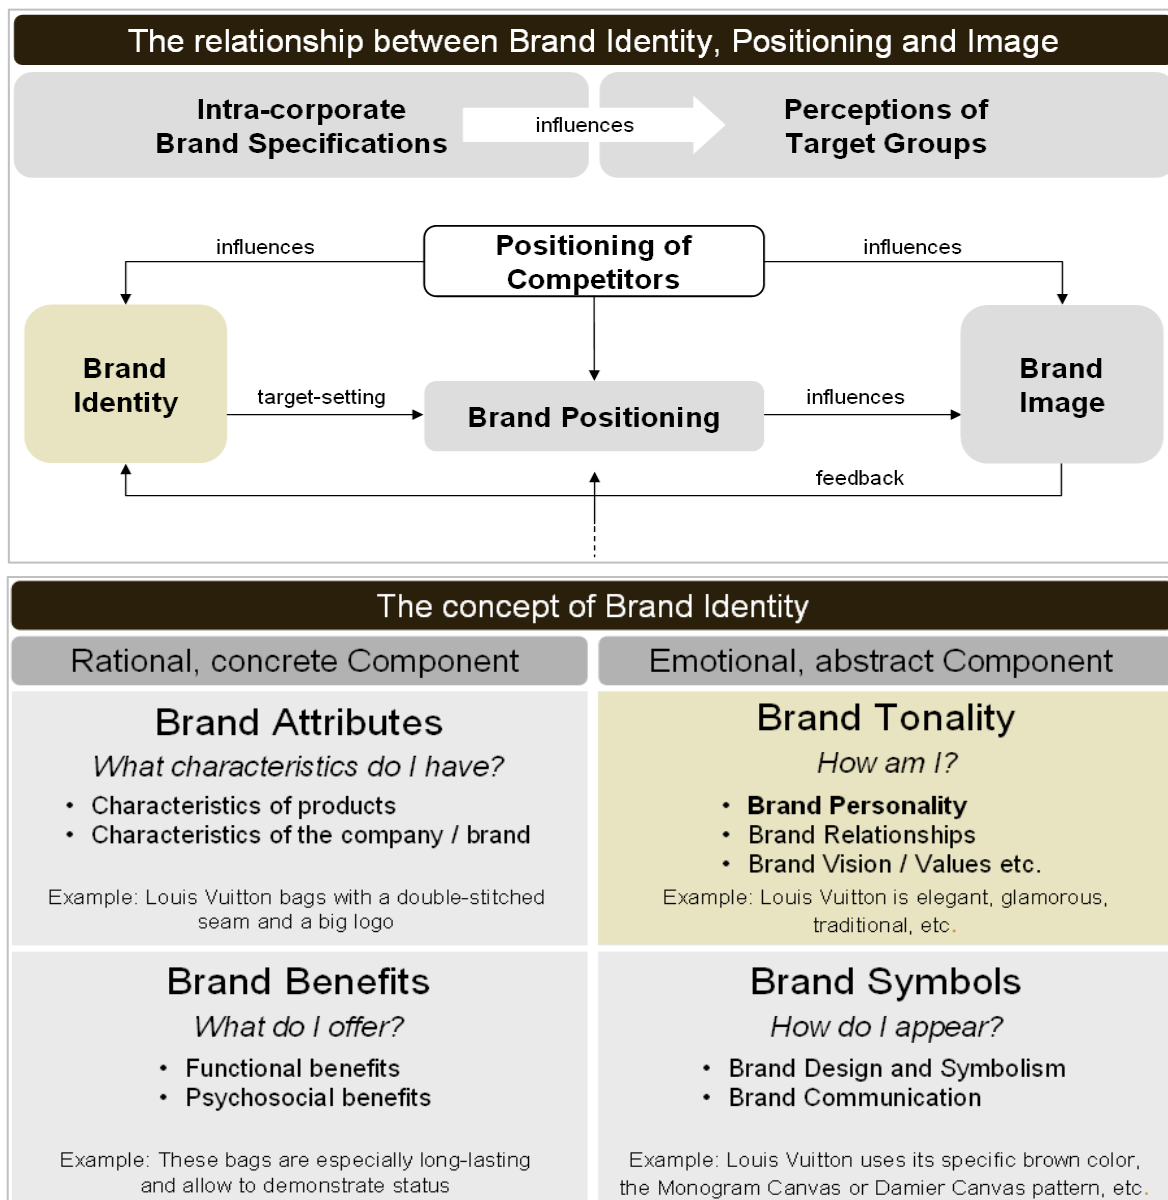 The relationship between Brand Identity, Positioning and Image
Intra-corporate
Brand Specifications
influences
Perceptions of
Target Groups
influences
Positioning of
Competitors
influences
Brand
Identity
target-setting
Brand Positioning
influences
Brand
Image
feedback
The concept of Brand Identity
Rational, concrete Component
Emotional, abstract Component
Brand Attributes
What characteristics do I have?
• Characteristics of products
• Characteristics of the company / brand
Example: Louis Vuitton bags with a double-stitched
seam and a big logo
Brand Tonality
How am I?
• Brand Personality
• Brand Relationships
• Brand Vision / Values etc.
Example: Louis Vuitton is elegant, glamorous,
traditional, etc.
Brand Benefits
What do I offer?
• Functional benefits
• Psychosocial benefits
Example: These bags are especially long-lasting
and allow to demonstrate status
Brand Symbols
How do I appear?
• Brand Design and Symbolism
• Brand Communication
Example: Louis Vuitton uses its specific brown color,
the Monogram Canvas or Damier Canvas pattern, etc.